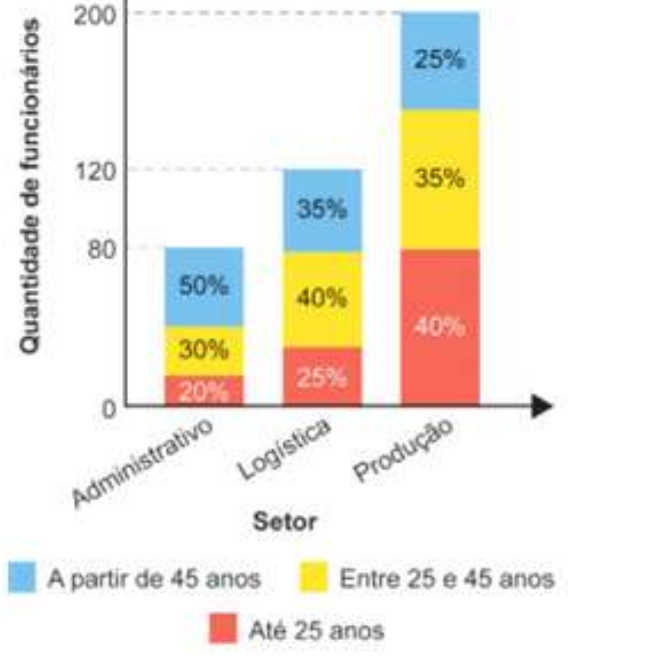 Quantidade de funcionários
200
120
80
0
25%
35%
40%
35%
40%
25%
50%
30%
20%
Administrativo
Logística
Produção
Setor
A partir de 45 anos
Entre 25 e 45 anos
Até 25 anos